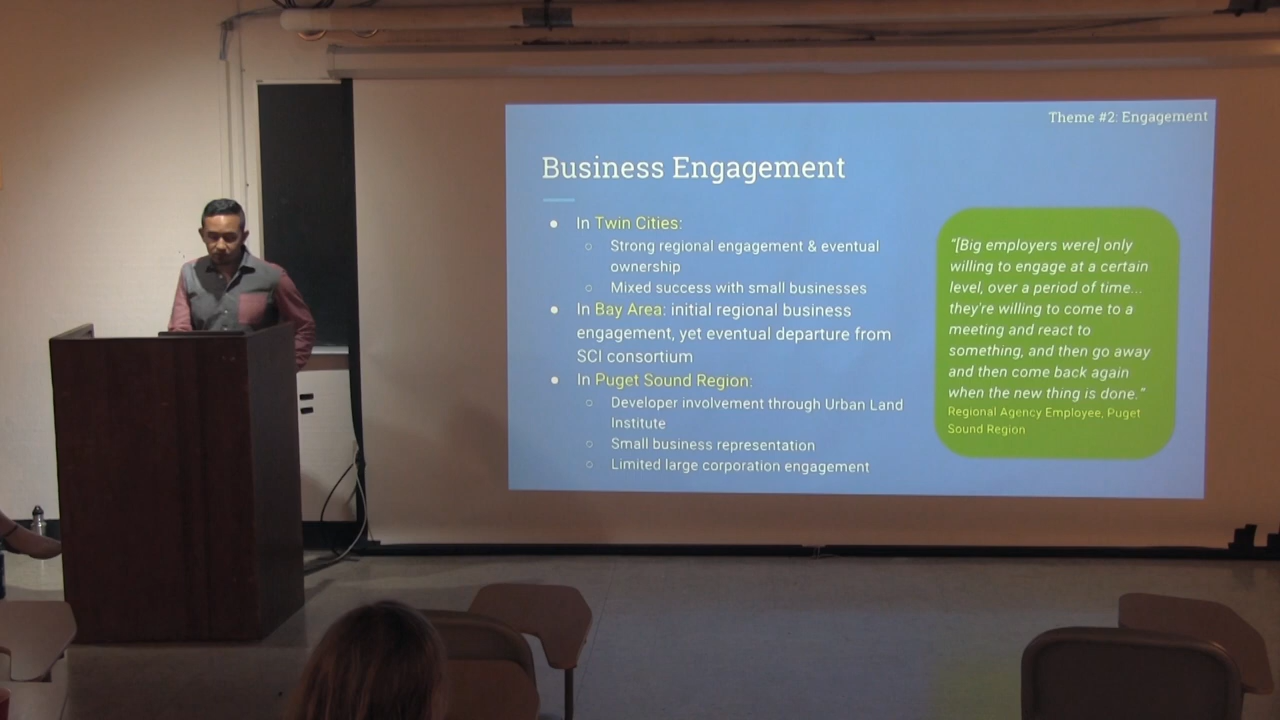 Theme #2: Engagement
Business Engagement
● In Twin Cities:
○ Strong regional engagement & eventual
ownership
○ Mixed success with small businesses
● In Bay Area: initial regional business
engagement, yet eventual departure from
SCI consortium
● In Puget Sound Region:
○ Developer involvement through Urban Land
Institute
○ Small business representation
○ Limited large corporation engagement
"[Big employers were] only
willing to engage at a certain
level, over a period of time...
they're willing to come to a
meeting and react to
something, and then go away
and then come back again
when the new thing is done."
Regional Agency Employee, Puget
Sound Region